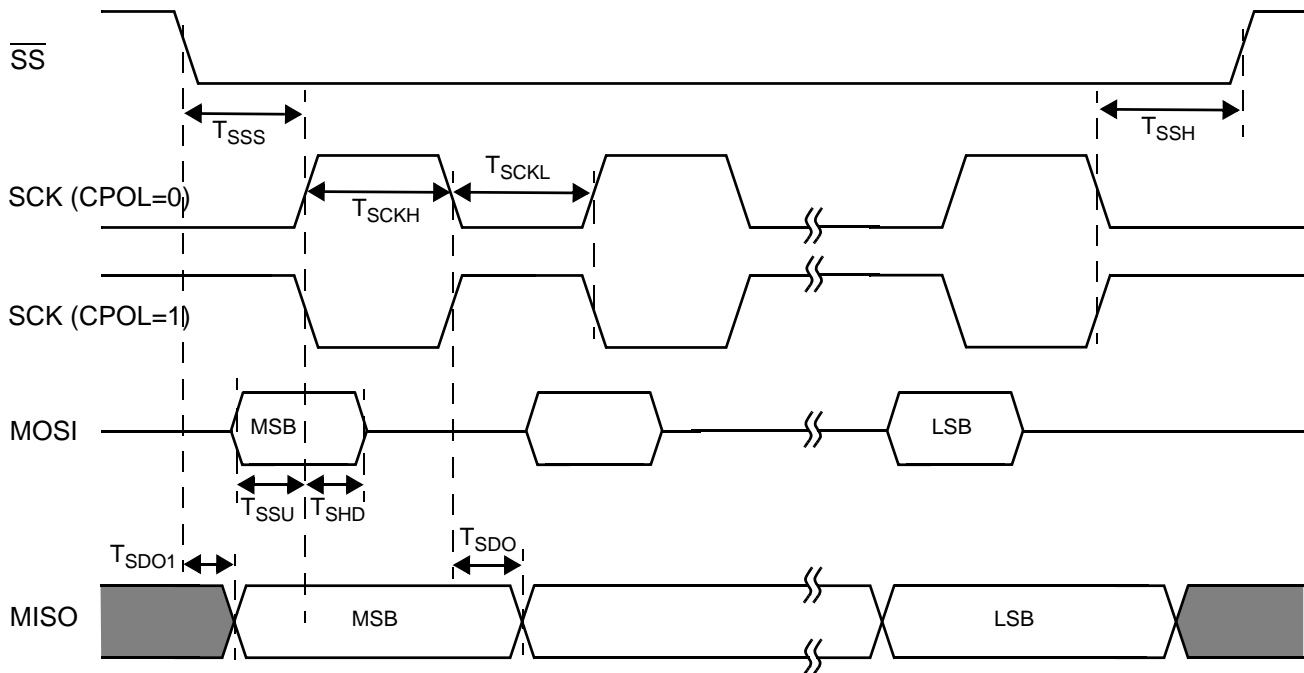 SS
TSSS
TSSH
SCK (CPOL=0)
TSCKL
TSCKH
SCK (CPOL=1)
MOSI
MSB
LSB
TSSU
TSHD
TSDO1
TSDO
MISO
MSB
LSB